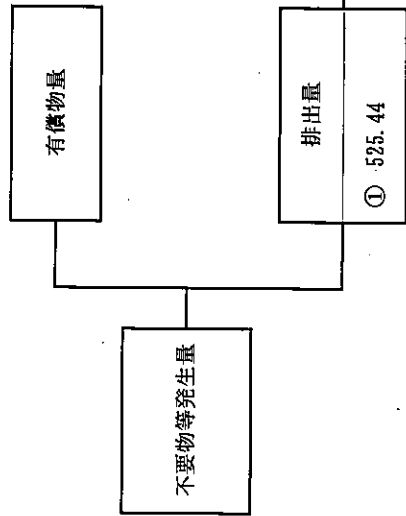 有償物量
不要物等発生量
排出量
① 525.44